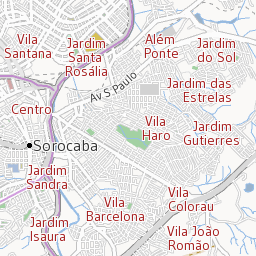 Vila
Santana
Jardim
Santa
Rosália
Além
Ponte
Jardim
do Sol
Av S Paulo
Jardim das
Estrelas
Centro
Vila
Haro
Jardim
Gutierres
Sorocaba
Jardim
Sandra
Vila
Barcelona
Vila
Colorau
Jardim
Isaura
Vila João
Romão